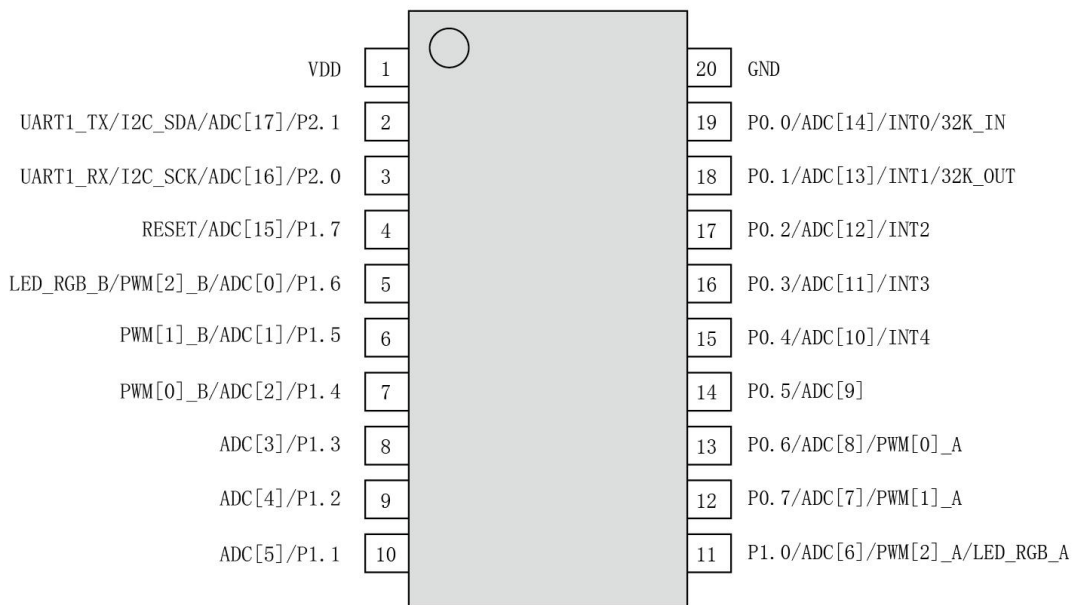 VDD 1 20 GND
UART1_TX/I2C_SDA/ADC[17]/P2.1 2 19 P0.0/ADC[14]/INT0/32K_IN
UART1_RX/I2C_SCK/ADC[16]/P2.0 3 18 P0.1/ADC[13]/INT1/32K_OUT
RESET/ADC[15]/P1.7 4 17 P0.2/ADC[12]/INT2
LED_RGB_B/PWM[2]_B/ADC[0]/P1.6 5 16 P0.3/ADC[11]/INT3
PWM[1]_B/ADC[1]/P1.5 6 15 P0.4/ADC[10]/INT4
PWM[0]_B/ADC[2]/P1.4 7 14 P0.5/ADC[9]
ADC[3]/P1.3 8 13 P0.6/ADC[8]/PWM[0]_A
ADC[4]/P1.2 9 12 P0.7/ADC[7]/PWM[1]_A
ADC[5]/P1.1 10 11 P1.0/ADC[6]/PWM[2]_A/LED_RGB_A